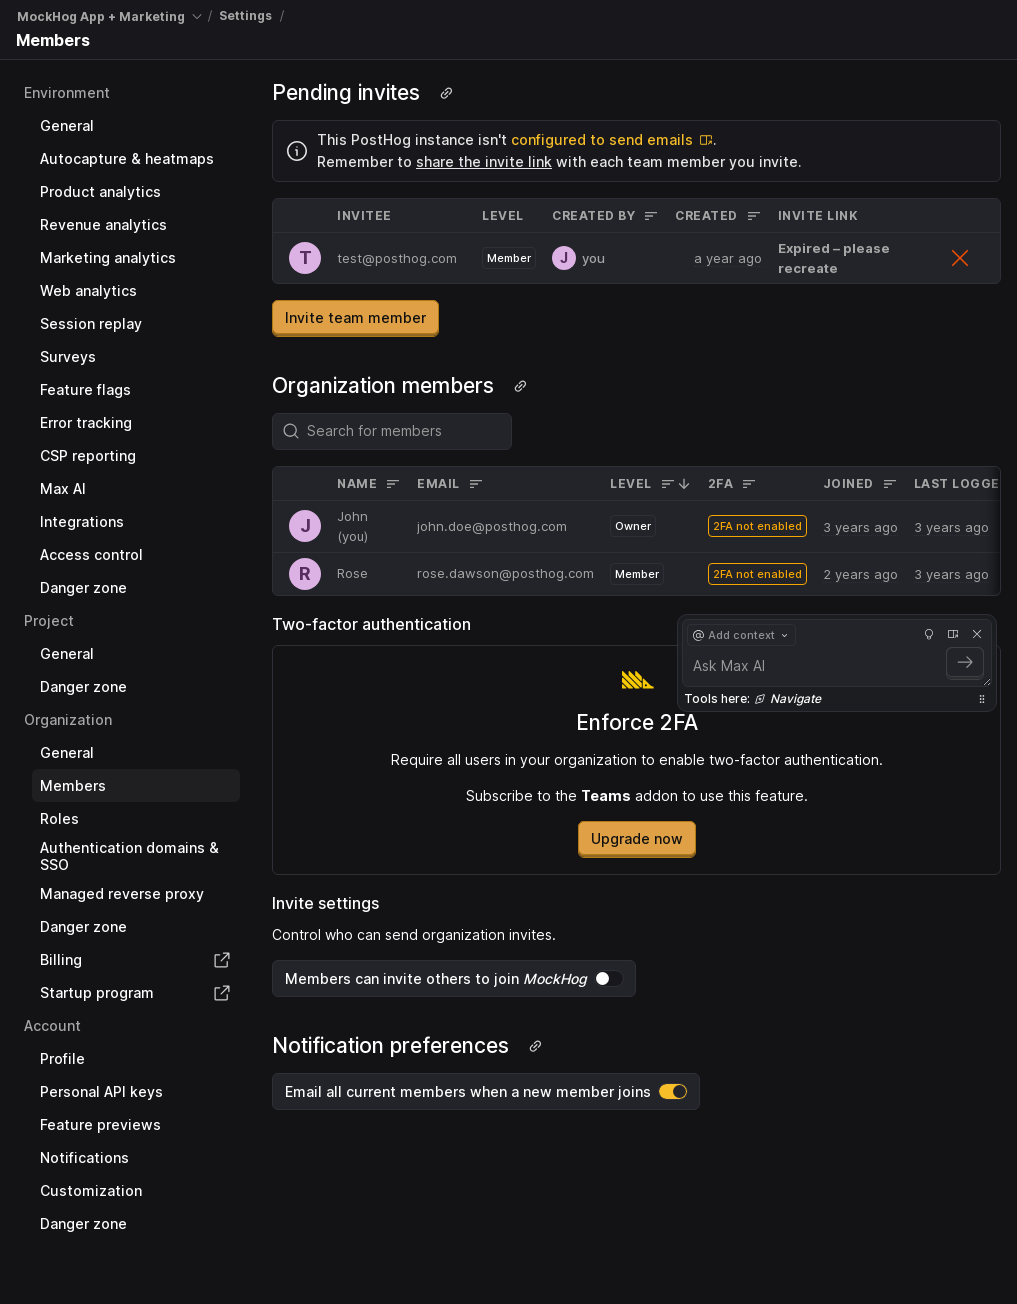 MockHog App + Marketing / Settings /
Members
Environment
General
Autocapture & heatmaps
Product analytics
Revenue analytics
Marketing analytics
Web analytics
Session replay
Surveys
Feature flags
Error tracking
CSP reporting
Max AI
Integrations
Access control
Danger zone
Project
General
Danger zone
Organization
General
Members
Roles
Authentication domains &
SSO
Managed reverse proxy
Danger zone
Billing
Startup program
Account
Profile
Personal API keys
Feature previews
Notifications
Customization
Danger zone
Pending invites
This PostHog instance isn't configured to send emails.
Remember to share the invite link with each team member you invite.
INVITEE LEVEL CREATED BY CREATED INVITE LINK
T test@posthog.com Member J you a year ago Expired – please
recreate
Invite team member
Organization members
Search for members
NAME EMAIL LEVEL 2FA JOINED LAST LOGGE
J John
(you) john.doe@posthog.com Owner 2FA not enabled 3 years ago 3 years ago
R Rose rose.dawson@posthog.com Member 2FA not enabled 2 years ago 3 years ago
Two-factor authentication
@ Add context
Ask Max AI
Tools here: Navigate
Enforce 2FA
Require all users in your organization to enable two-factor authentication.
Subscribe to the Teams addon to use this feature.
Upgrade now
Invite settings
Control who can send organization invites.
Members can invite others to join MockHog
Notification preferences
Email all current members when a new member joins